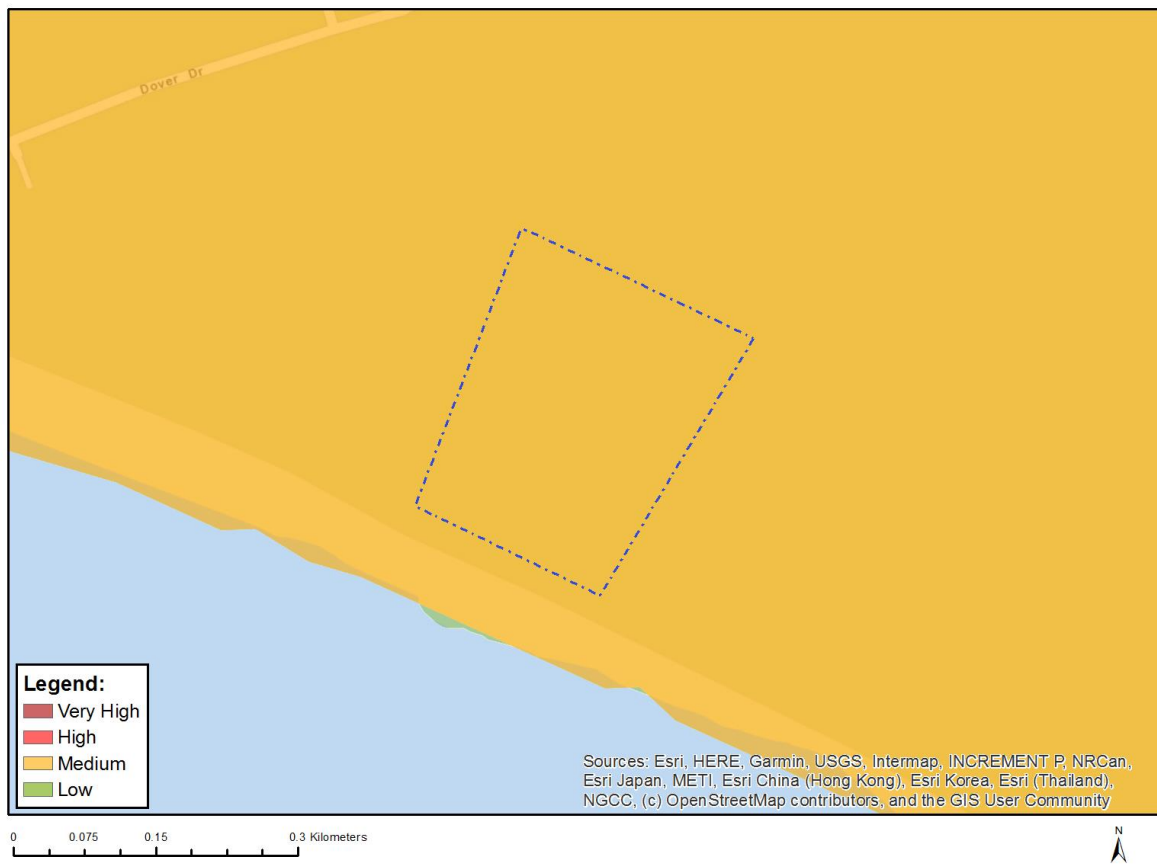 Dover Dr
Legend:
Very High
High
Medium
Low
Sources: Esri, HERE, Garmin, USGS, Intermap, INCREMENT P, NRCan,
Esri Japan, METI, Esri China (Hong Kong), Esri Korea, Esri (Thailand),
NGCC, (c) OpenStreetMap contributors, and the GIS User Community
0 0.075 0.15 0.3 Kilometers
N